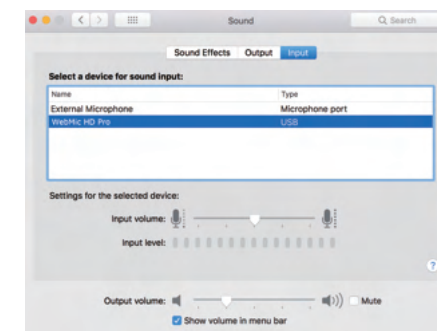 Sound
Search
Sound Effects Output Input
Select a device for sound input:
Name Type
External Microphone Microphone port
WebMic HD Pro USB
Settings for the selected device:
Input volume:
Input level:
?
Output volume: Mute
Show volume in menu bar